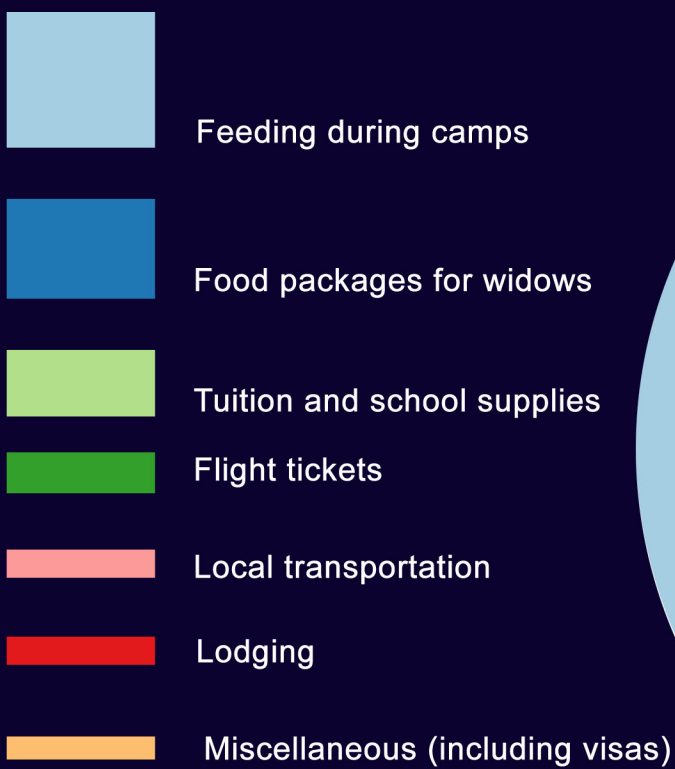 Feeding during camps
Food packages for widows
Tuition and school supplies
Flight tickets
Local transportation
Lodging
Miscellaneous (including visas)